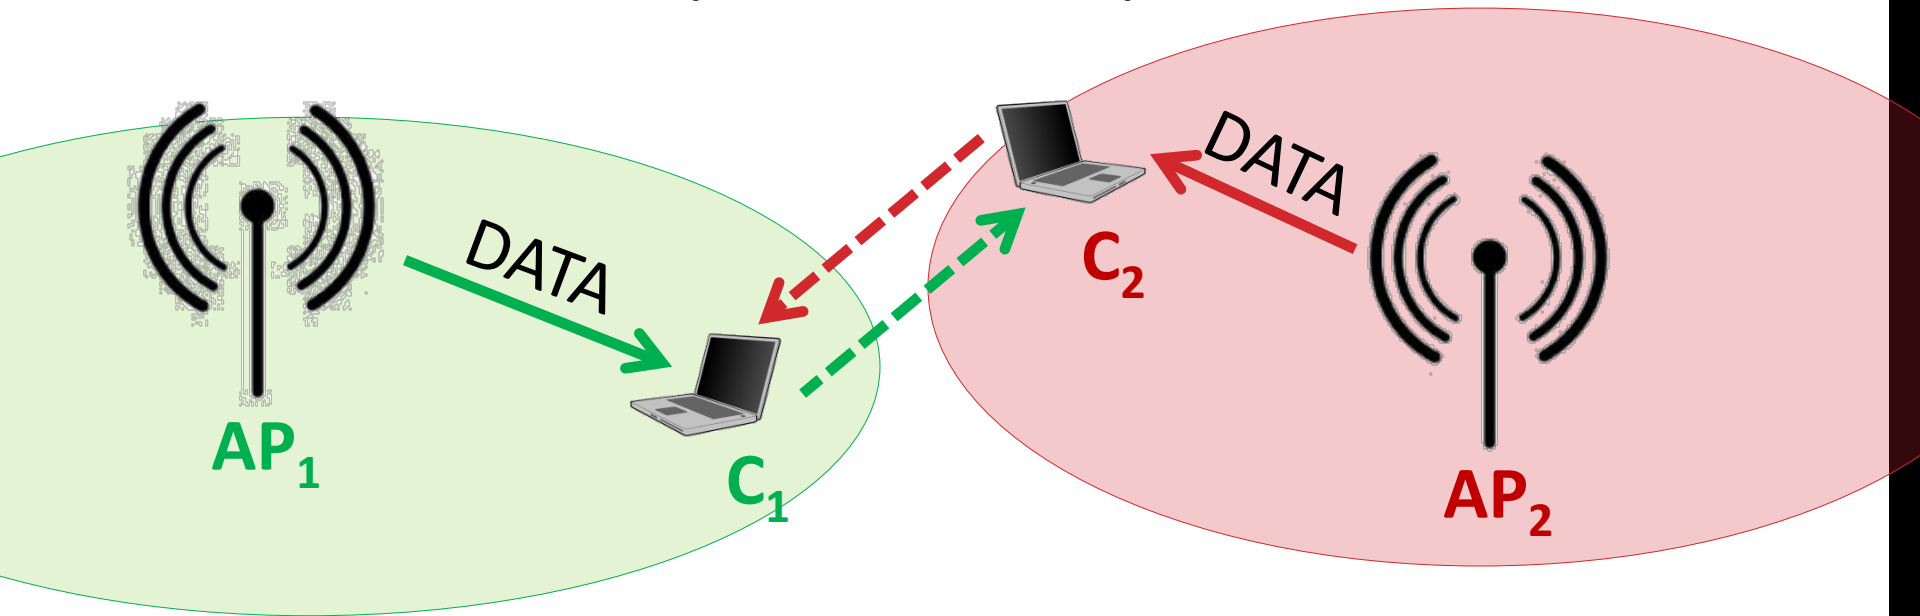 DATA
DATA
C₂
AP₁
C₁
AP₂